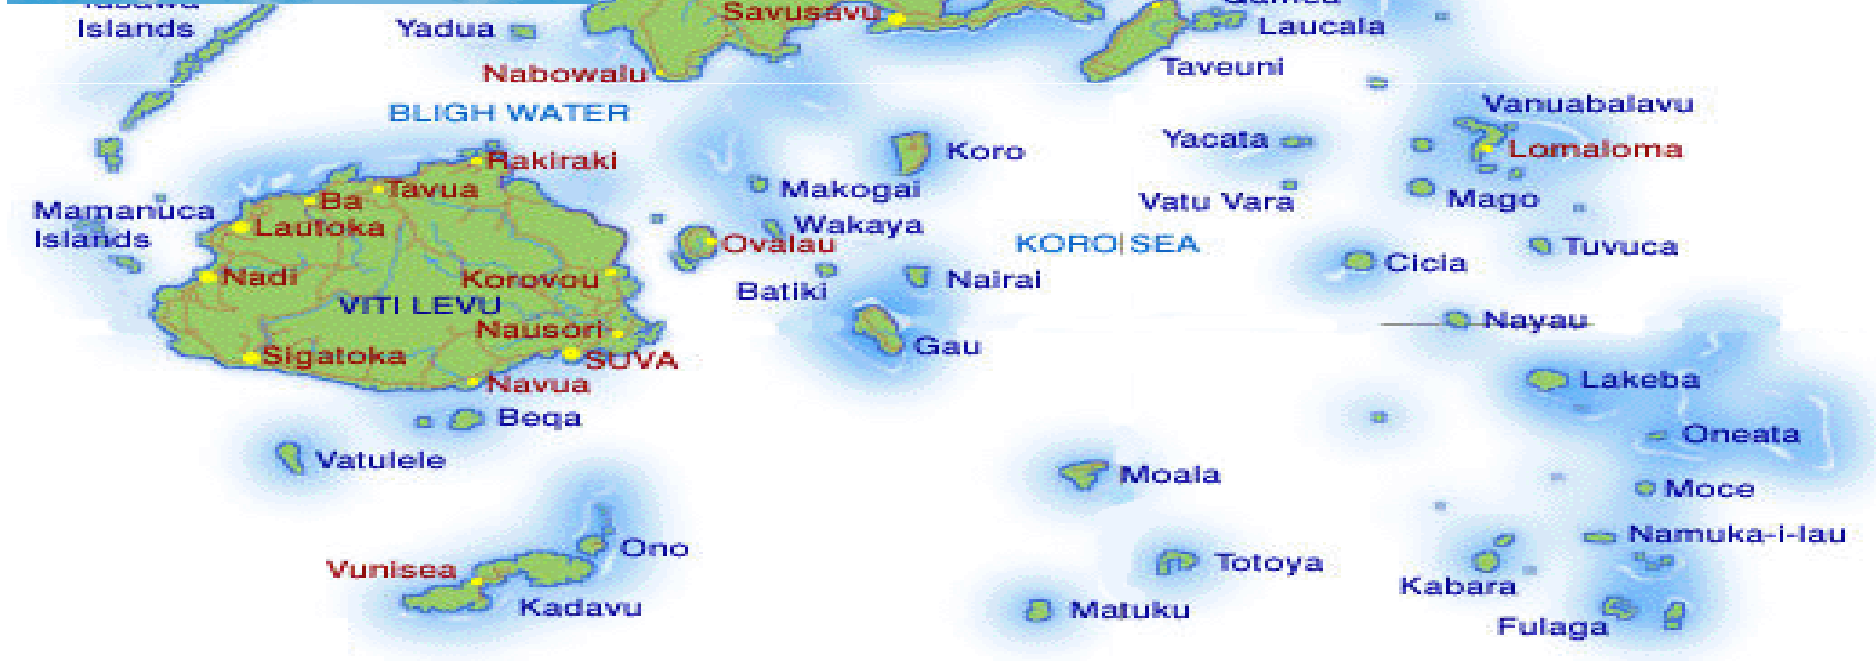 Islands
Yadua
Savusavu
Laucala
Nabowalu
Taveuni
BLIGH WATER
Vanuabalavu
Rakiraki
Koro
Yacata
Lomaloma
Tavua
Makogai
Ba
Vatu Vara
Mago
Mamanuca
Islands
Lautoka
Wakaya
Ovalau
KORO SEA
Tuvuca
Nadi
Korovou
Batiki
Nairai
Cicia
VITI LEVU
Nausori
Nayau
Sigatoka
SUVA
Gau
Navua
Lakeba
Beqa
Oneata
Vatulele
Moala
Moce
Ono
Namuka-i-lau
Vunisea
Totoya
Kabara
Kadavu
Matuku
Fulaga